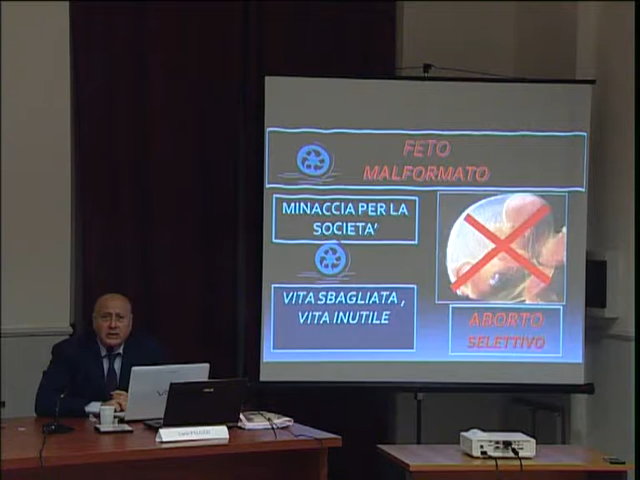 FETO
MALFORMATO
MINACCIA PER LA
SOCIETA'
VITA SBAGLIATA ,
VITA INUTILE
ABORTO
SELETTIVO